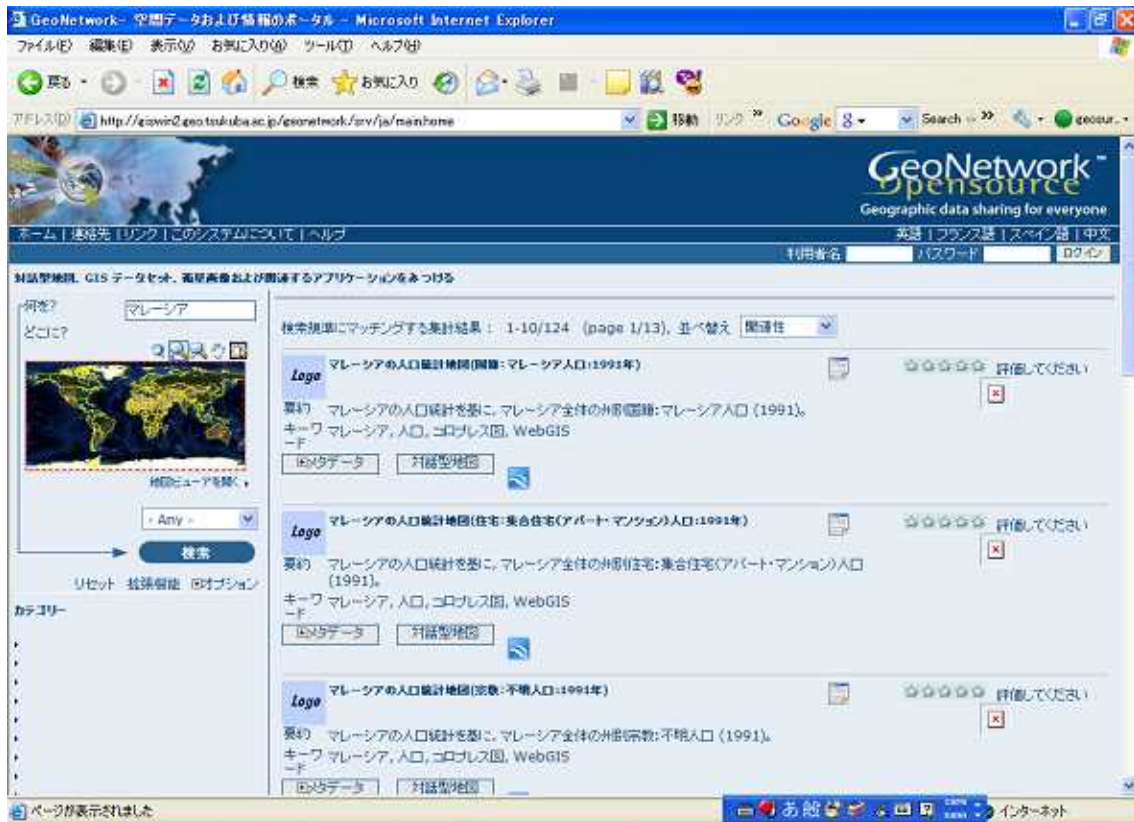 GeoNetwork- 空間データおよび情報のポータル - Microsoft Internet Explorer
ファイル(F) 編集(E) 表示(V) お気に入り(A) ツール(T) ヘルプ(H)
戻る 検索 お気に入り
アドレス(D) http://giswin2.geo.tsukuba.ac.jp/geonetwork/srv/ja/main.home 移動 リンク » Google Search »
GeoNetwork
Opensource
Geographic data sharing for everyone
ホーム | 連絡先 | リンク | このシステムについて | ヘルプ 英語 | フランス語 | スペイン語 | 中文
利用者名 パスワード ログイン
対話型地図, GIS データセット, 衛星画像および関連するアプリケーションをみつける
何を? マレーシア
どこに?
地図ビューアを開く
- Any -
検索
リセット 拡張機能 オプション
カテゴリー
検索規準にマッチングする集計結果 : 1-10/124 (page 1/13), 並べ替え 関連性
Logo マレーシアの人口統計地図(国籍:マレーシア人口:1991年) 評価してください
要約 マレーシアの人口統計を基に, マレーシア全体の州別国籍:マレーシア人口 (1991)。
キーワード マレーシア, 人口, コロプレス図, WebGIS
メタデータ 対話型地図
Logo マレーシアの人口統計地図(住宅:集合住宅(アパート・マンション)人口:1991年) 評価してください
要約 マレーシアの人口統計を基に, マレーシア全体の州別住宅:集合住宅(アパート・マンション)人口
(1991)。
キーワード マレーシア, 人口, コロプレス図, WebGIS
メタデータ 対話型地図
Logo マレーシアの人口統計地図(宗教:不明人口:1991年) 評価してください
要約 マレーシアの人口統計を基に, マレーシア全体の州別宗教:不明人口 (1991)。
キーワード マレーシア, 人口, コロプレス図, WebGIS
メタデータ 対話型地図
ページが表示されました あ 般 インターネット